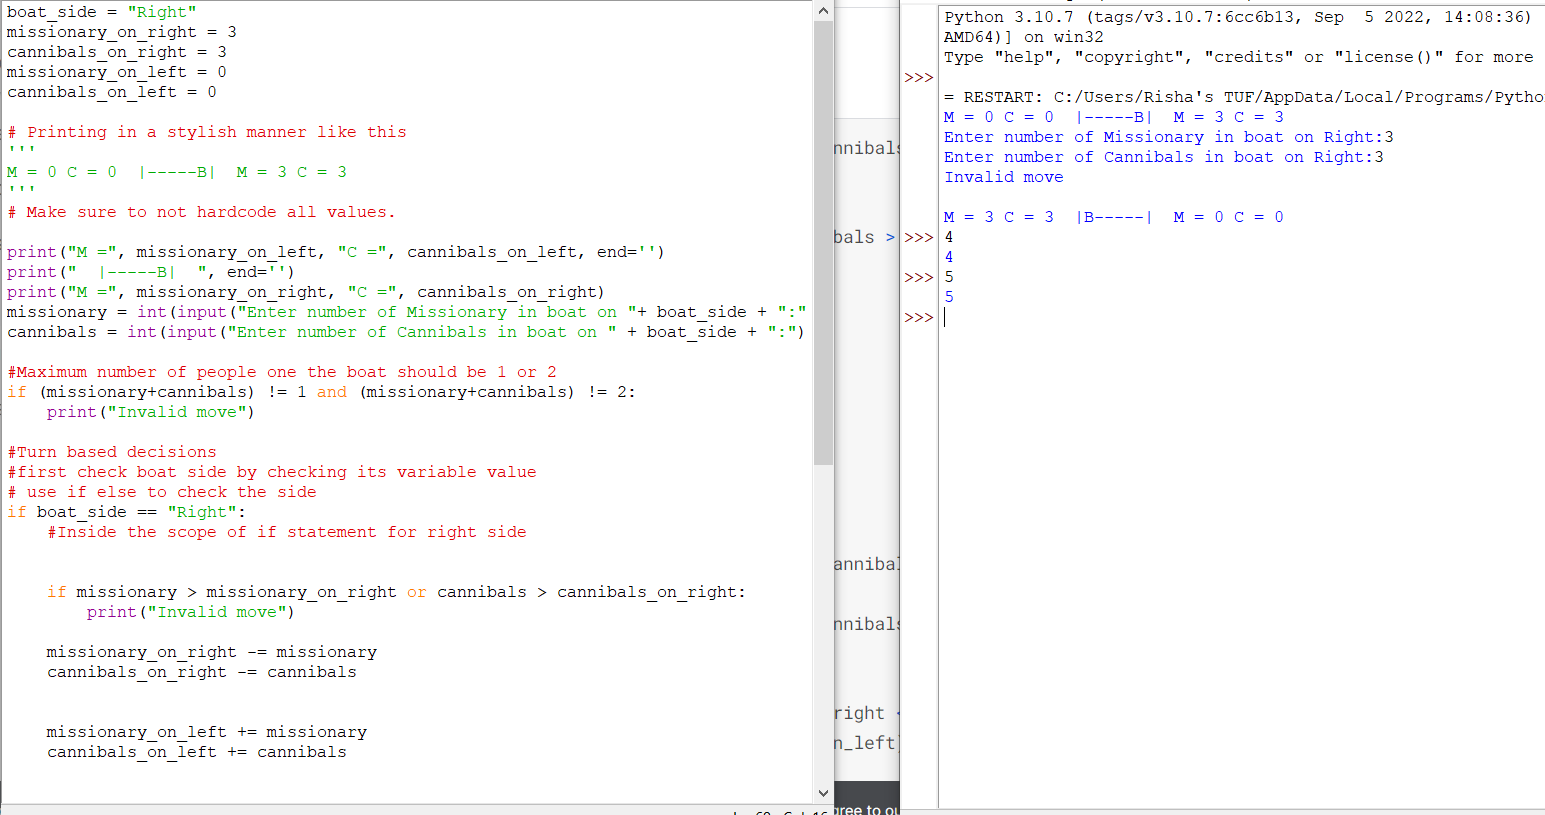 boat_side = "Right"
missionary_on_right = 3
cannibals_on_right = 3
missionary_on_left = 0
cannibals_on_left = 0
# Printing in a stylish manner like this
'''
M = 0 C = 0  |-----B|  M = 3 C = 3
'''
# Make sure to not hardcode all values.
print("M =", missionary_on_left, "C =", cannibals_on_left, end='')
print("  |-----B|  ", end='')
print("M =", missionary_on_right, "C =", cannibals_on_right)
missionary = int(input("Enter number of Missionary in boat on "+ boat_side + ":"
cannibals = int(input("Enter number of Cannibals in boat on " + boat_side + ":")
#Maximum number of people one the boat should be 1 or 2
if (missionary+cannibals) != 1 and (missionary+cannibals) != 2:
    print("Invalid move")
#Turn based decisions
#first check boat side by checking its variable value
# use if else to check the side
if boat_side == "Right":
    #Inside the scope of if statement for right side
    if missionary > missionary_on_right or cannibals > cannibals_on_right:
        print("Invalid move")
    missionary_on_right -= missionary
    cannibals_on_right -= cannibals
    missionary_on_left += missionary
    cannibals_on_left += cannibals
nnibals
bals >
annibal
nnibals
right
n_left
gree to ou
Python 3.10.7 (tags/v3.10.7:6cc6b13, Sep  5 2022, 14:08:36)
AMD64)] on win32
Type "help", "copyright", "credits" or "license()" for more
>>>
= RESTART: C:/Users/Risha's TUF/AppData/Local/Programs/Pytho
M = 0 C = 0  |-----B|  M = 3 C = 3
Enter number of Missionary in boat on Right:3
Enter number of Cannibals in boat on Right:3
Invalid move
M = 3 C = 3  |B-----|  M = 0 C = 0
>>> 4
4
>>> 5
5
>>>